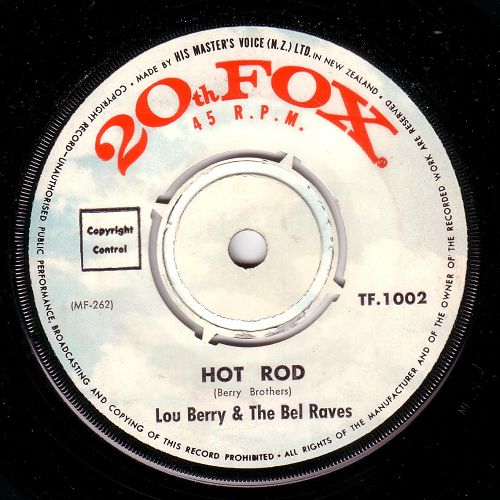 COPYRIGHT RECORD—UNAUTHORISED PUBLIC PERFORMANCE, BROADCASTING AND COPYING OF THIS RECORD PROHIBITED • ALL RIGHTS OF THE MANUFACTURER AND OF THE OWNER OF THE RECORDED WORK ARE RESERVED • MADE BY HIS MASTER'S VOICE (N.Z.) LTD. IN NEW ZEALAND.
20th FOX®
45 R.P.M.
Copyright
Control
(MF-262)
TF.1002
HOT ROD
(Berry Brothers)
Lou Berry & The Bel Raves